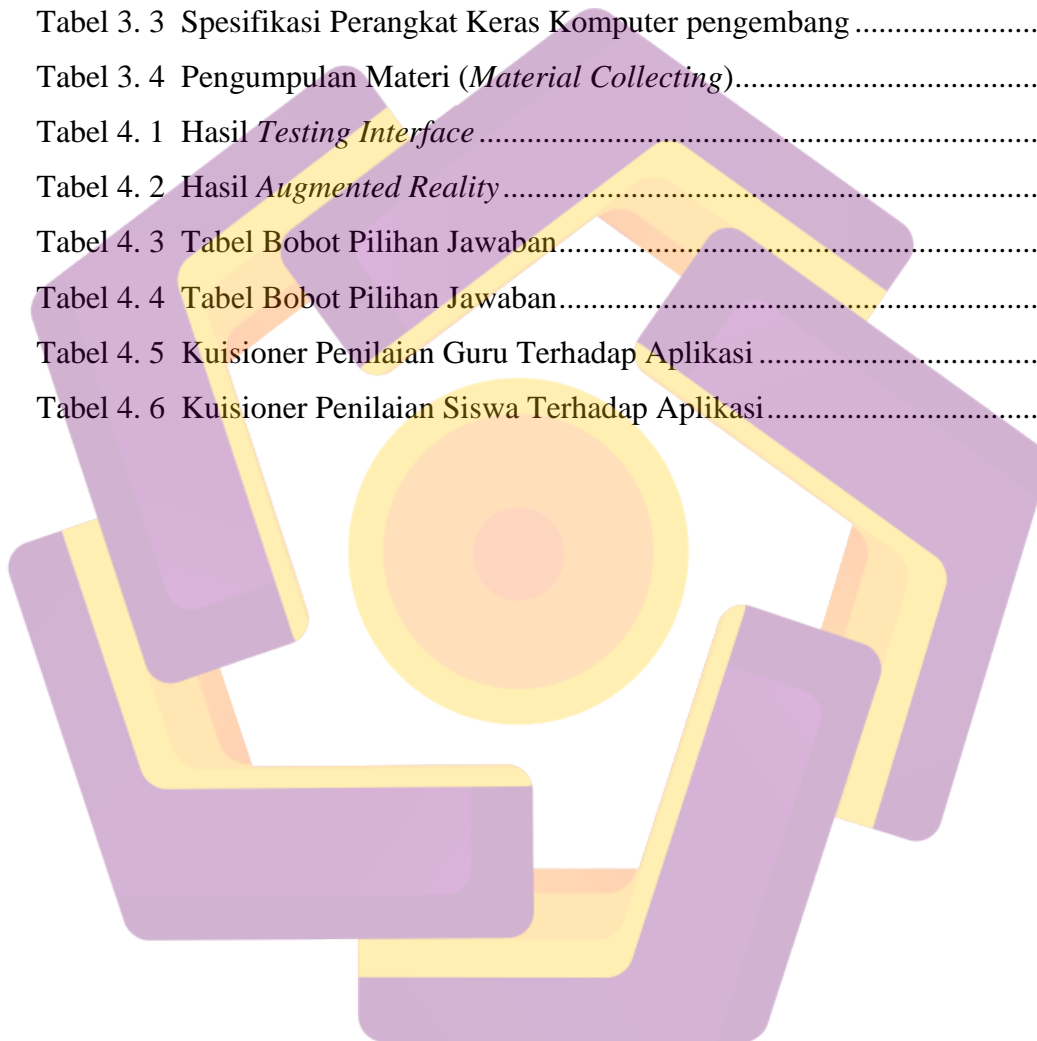 Tabel 3. 3 Spesifikasi Perangkat Keras Komputer pengembang .......................
Tabel 3. 4 Pengumpulan Materi (Material Collecting).......................................
Tabel 4. 1 Hasil Testing Interface .......................................................................
Tabel 4. 2 Hasil Augmented Reality ....................................................................
Tabel 4. 3 Tabel Bobot Pilihan Jawaban.............................................................
Tabel 4. 4 Tabel Bobot Pilihan Jawaban.............................................................
Tabel 4. 5 Kuisioner Penilaian Guru Terhadap Aplikasi ...................................
Tabel 4. 6 Kuisioner Penilaian Siswa Terhadap Aplikasi..................................